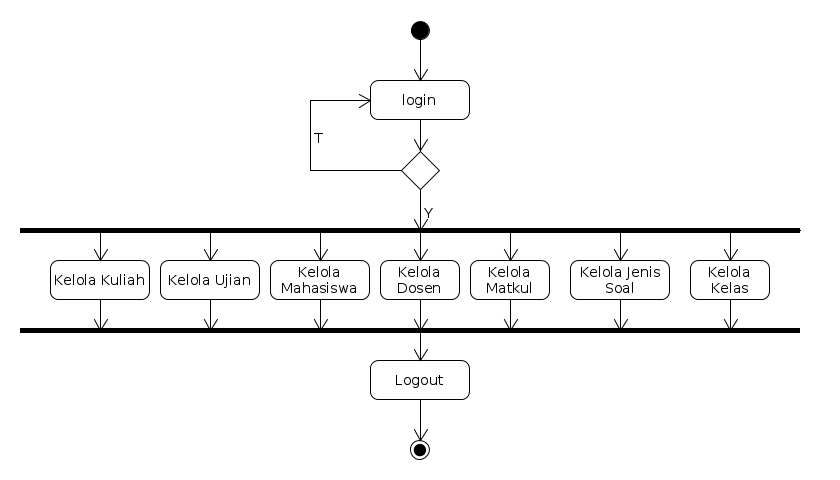 login
T
Y
Kelola Kuliah
Kelola Ujian
Kelola
Mahasiswa
Kelola
Dosen
Kelola
Matkul
Kelola Jenis
Soal
Kelola
Kelas
Logout